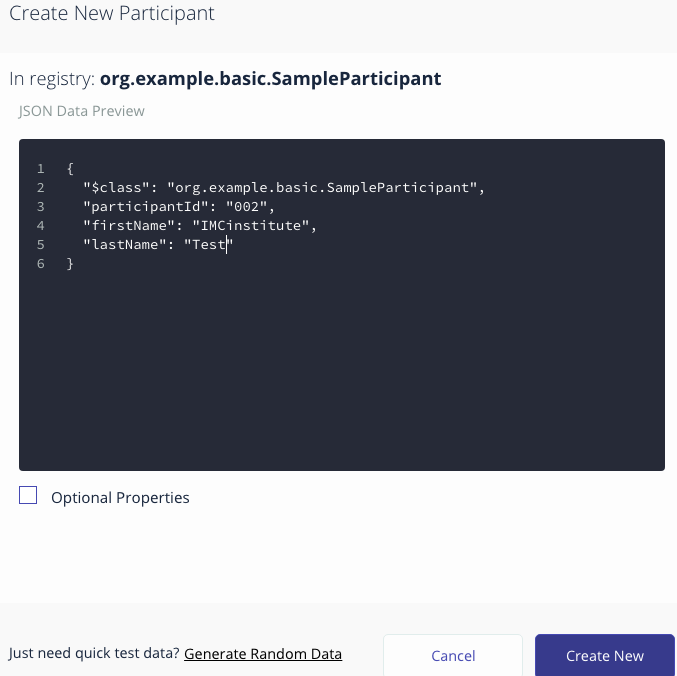 Create New Participant
In registry: org.example.basic.SampleParticipant
JSON Data Preview
1 {
2 "$class": "org.example.basic.SampleParticipant",
3 "participantId": "002",
4 "firstName": "IMCinstitute",
5 "lastName": "Test"
6 }
Optional Properties
Just need quick test data? Generate Random Data
Cancel
Create New